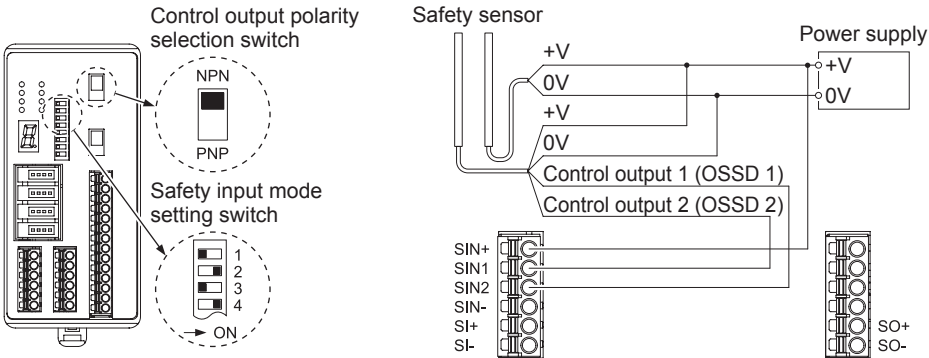 Control output polarity
selection switch
NPN
PNP
Safety input mode
setting switch
1
2
3
4
→ ON
Safety sensor
Power supply
+V
0V
+V
0V
+V
0V
Control output 1 (OSSD 1)
Control output 2 (OSSD 2)
SIN+
SIN1
SIN2
SIN-
SI+
SI-
SO+
SO-